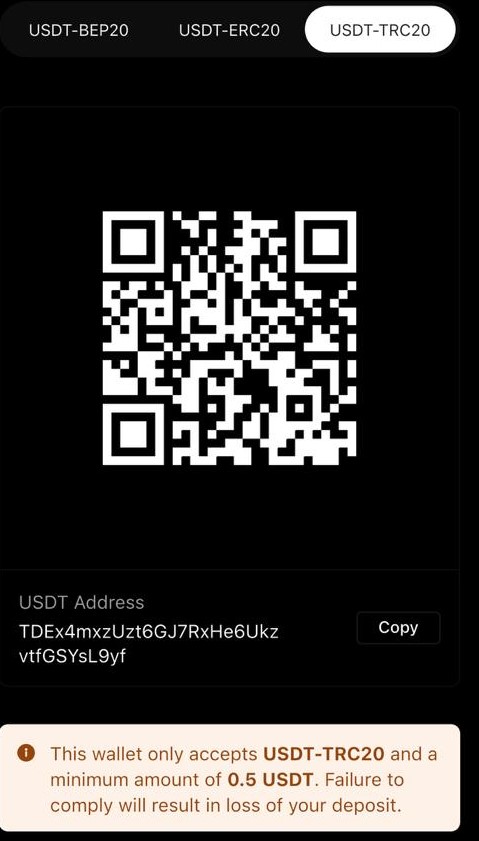 USDT-BEP20 USDT-ERC20 USDT-TRC20
USDT Address
TDEx4mxzUzt6GJ7RxHe6Ukz
vtfGSYsL9yf
Copy
This wallet only accepts USDT-TRC20 and a
minimum amount of 0.5 USDT. Failure to
comply will result in loss of your deposit.